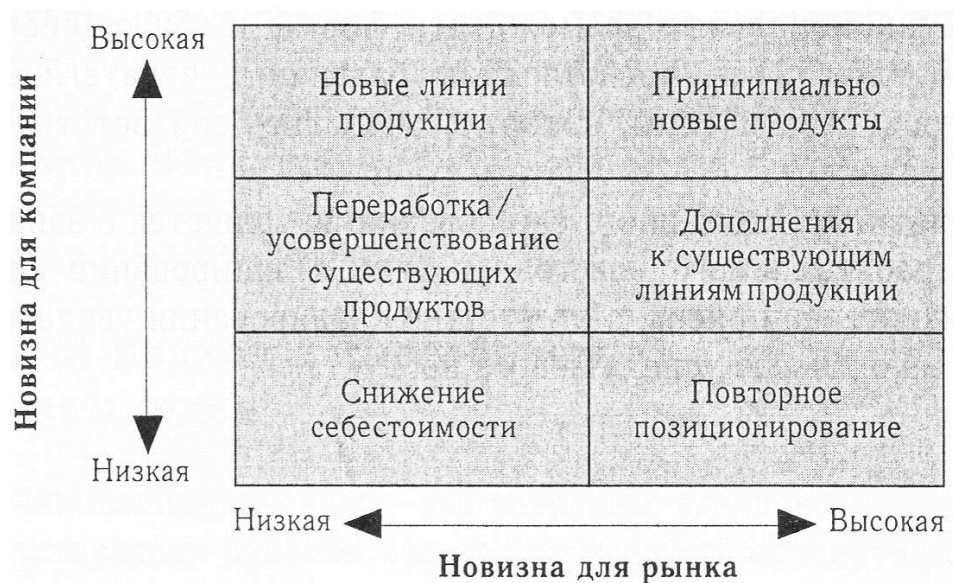 Высокая
Новизна для компании
Низкая
Новые линии
продукции
Принципиально
новые продукты
Переработка/
усовершенствование
существующих
продуктов
Дополнения
к существующим
линиям продукции
Снижение
себестоимости
Повторное
позиционирование
Низкая
Высокая
Новизна для рынка